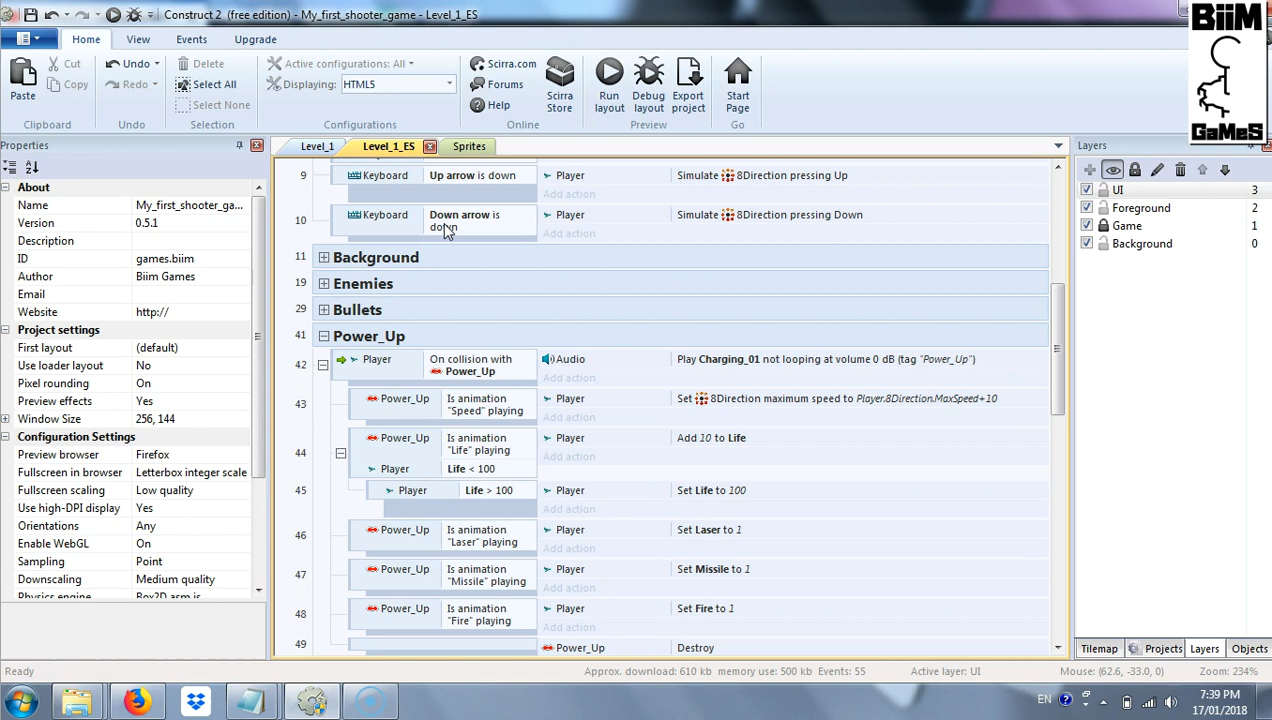 Construct 2 (free edition) - My_first_shooter_game - Level_1_ES
Home View Events Upgrade
Paste
Cut
Copy
Clipboard
Undo
Redo
Undo
Delete
Select All
Select None
Selection
Active configurations: All
Displaying: HTML5
Configurations
Scirra.com
Forums
Help
Scirra Store
Online
Run layout
Debug layout
Export project
Preview
Start Page
Go
BiiM
GaMeS
Properties
About
Name My_first_shooter_ga...
Version 0.5.1
Description
ID games.biim
Author Biim Games
Email
Website http://
Project settings
First layout (default)
Use loader layout No
Pixel rounding On
Preview effects Yes
Window Size 256, 144
Configuration Settings
Preview browser Firefox
Fullscreen in browser Letterbox integer scale
Fullscreen scaling Low quality
Use high-DPI display Yes
Orientations Any
Enable WebGL On
Sampling Point
Downscaling Medium quality
Physics engine Box2D asm.js
Level_1 Level_1_ES Sprites
9 Keyboard Up arrow is down Player Simulate 8Direction pressing Up
Add action
10 Keyboard Down arrow is down Player Simulate 8Direction pressing Down
Add action
11 Background
19 Enemies
29 Bullets
41 Power_Up
42 Player On collision with Power_Up Audio Play Charging_01 not looping at volume 0 dB (tag "Power_Up")
Add action
43 Power_Up Is animation "Speed" playing Player Set 8Direction maximum speed to Player.8Direction.MaxSpeed+10
Add action
44 Power_Up Is animation "Life" playing Player Add 10 to Life
Add action
Player Life < 100
45 Player Life > 100 Player Set Life to 100
Add action
46 Power_Up Is animation "Laser" playing Player Set Laser to 1
Add action
47 Power_Up Is animation "Missile" playing Player Set Missile to 1
Add action
48 Power_Up Is animation "Fire" playing Player Set Fire to 1
Add action
49 Power_Up Destroy
Layers
UI 3
Foreground 2
Game 1
Background 0
Tilemap Projects Layers Objects
Ready Approx. download: 610 kb memory use: 500 kb Events: 55 Active layer: UI Mouse: (62.6, -33.0, 0) Zoom: 234%
EN
7:39 PM
17/01/2018